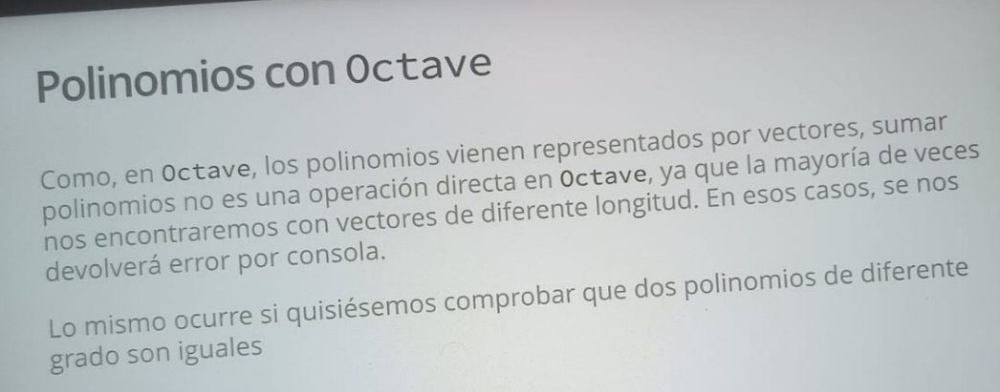 Polinomios con Octave
Como, en Octave, los polinomios vienen representados por vectores, sumar
polinomios no es una operación directa en Octave, ya que la mayoría de veces
nos encontraremos con vectores de diferente longitud. En esos casos, se nos
devolverá error por consola.
Lo mismo ocurre si quisiésemos comprobar que dos polinomios de diferente
grado son iguales